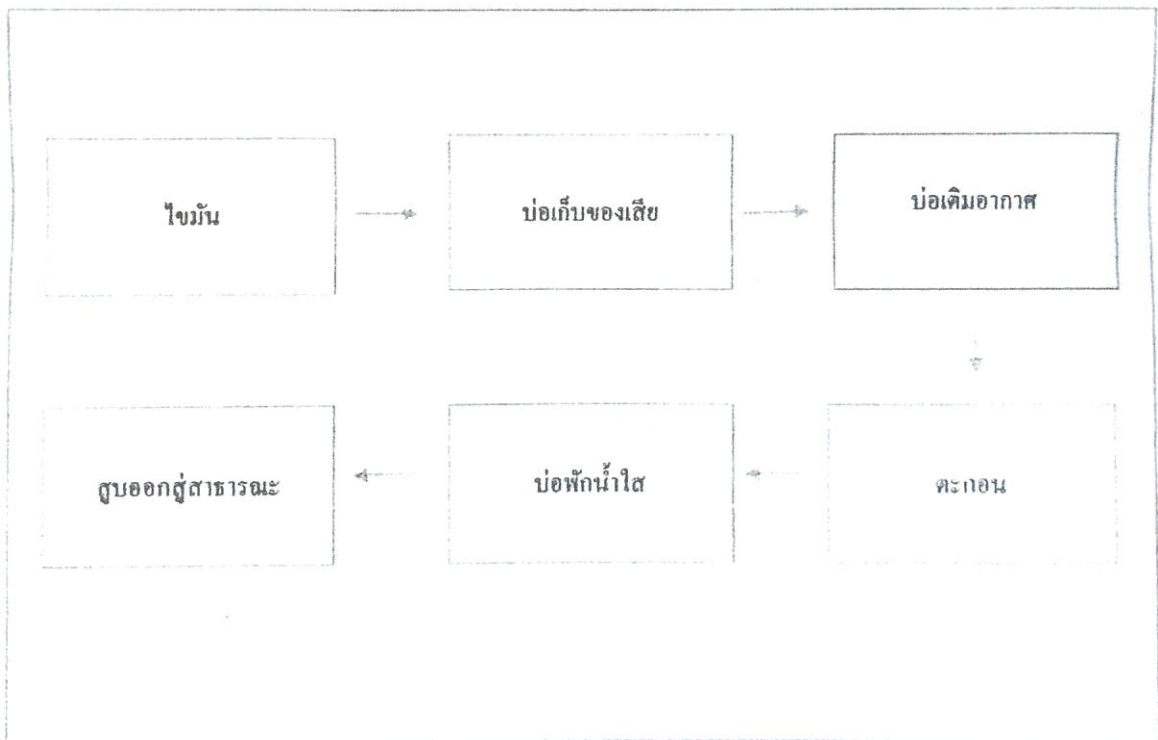 ไขมัน
บ่อเก็บของเสีย
บ่อเติมอากาศ
สูบออกสู่สาธารณะ
บ่อพักน้ำใส
ตะกอน